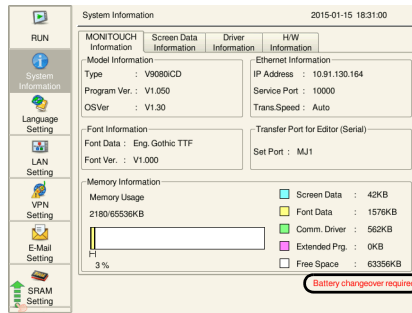 System Information 2015-01-15 18:31:00
RUN
System Information
Language Setting
LAN Setting
VPN Setting
E-Mail Setting
SRAM Setting
MONITOUCH Information
Screen Data Information
Driver Information
H/W Information
Model Information
Type : V9080iCD
Program Ver. : V1.050
OSVer : V1.30
Ethernet Information
IP Address : 10.91.130.164
Service Port : 10000
Trans.Speed : Auto
Font Information
Font Data : Eng. Gothic TTF
Font Ver. : V1.000
Transfer Port for Editor (Serial)
Set Port : MJ1
Memory Information
Memory Usage
2180/65536KB
3 %
Screen Data : 42KB
Font Data : 1576KB
Comm. Driver : 562KB
Extended Prg. : 0KB
Free Space : 63356KB
Battery changeover required